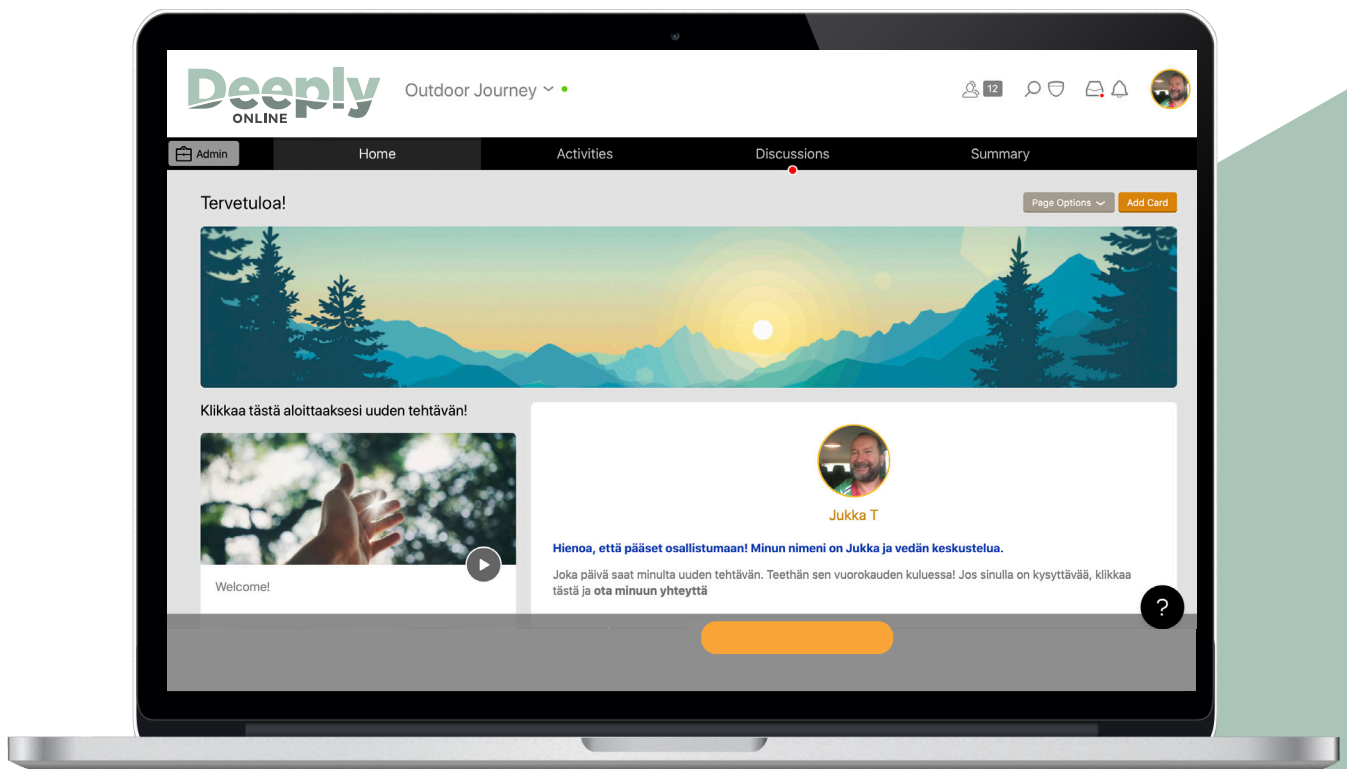 Deeply
ONLINE
Outdoor Journey
12
Admin
Home
Activities
Discussions
Summary
Tervetuloa!
Page Options
Add Card
Klikkaa tästä aloittaaksesi uuden tehtävän!
Welcome!
Jukka T
Hienoa, että pääset osallistumaan! Minun nimeni on Jukka ja vedän keskustelua.
Joka päivä saat minulta uuden tehtävän. Teethän sen vuorokauden kuluessa! Jos sinulla on kysyttävää, klikkaa
tästä ja ota minuun yhteyttä
?